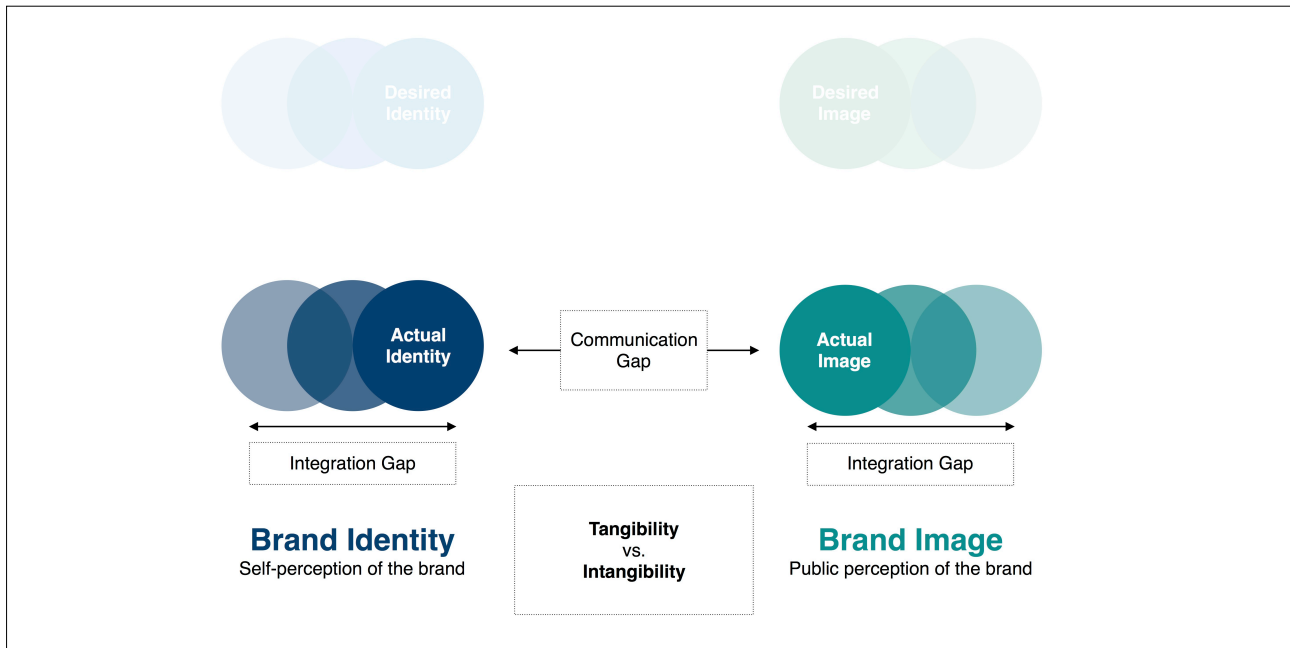 Desired
Identity
Desired
Image
Actual
Identity
Communication
Gap
Actual
Image
Integration Gap
Integration Gap
Tangibility
vs.
Intangibility
Brand Identity
Self-perception of the brand
Brand Image
Public perception of the brand